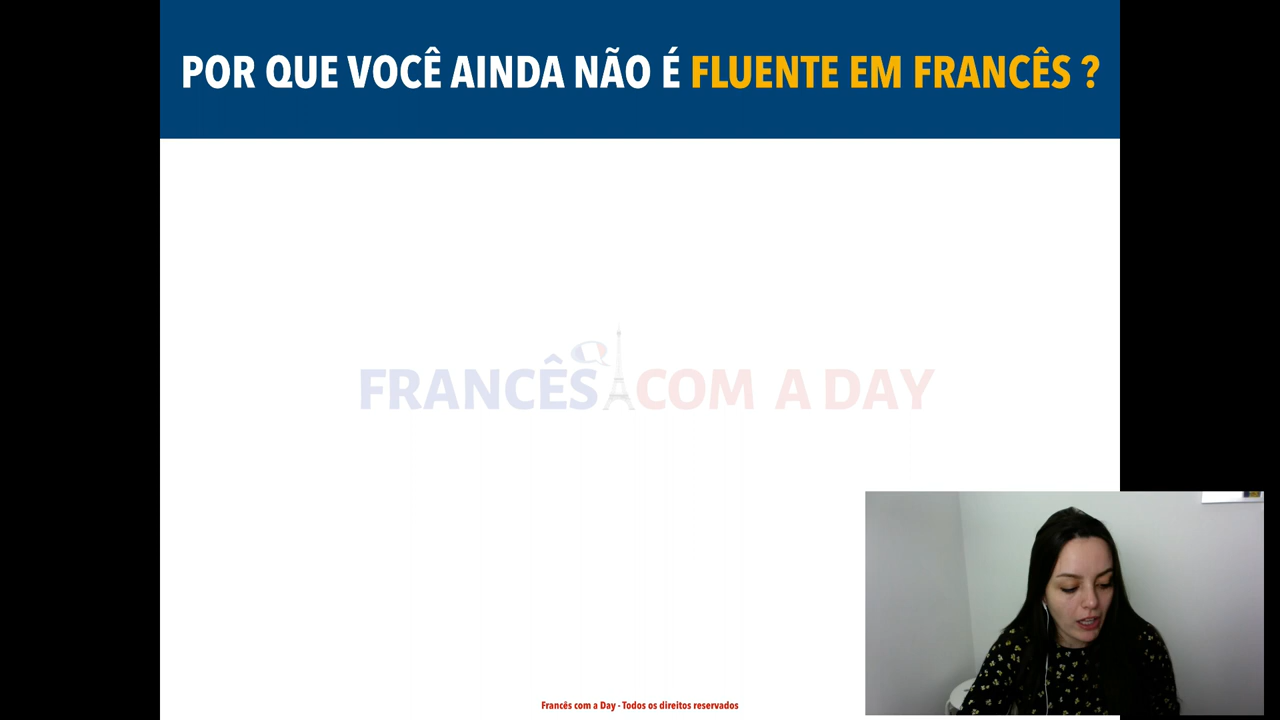 POR QUE VOCÊ AINDA NÃO É FLUENTE EM FRANCÊS ?
FRANCÊS COM A DAY
Francês com a Day - Todos os direitos reservados